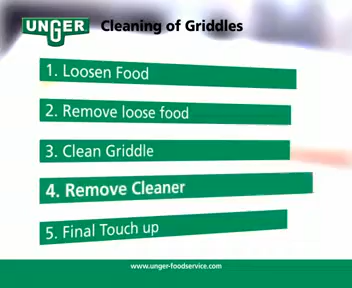 UNGER
Cleaning of Griddles
1. Loosen Food
2. Remove loose food
3. Clean Griddle
4. Remove Cleaner
5. Final Touch up
www.unger-foodservice.com